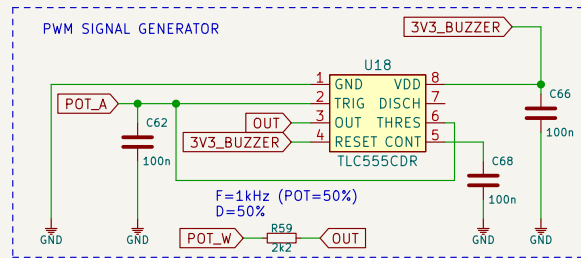 PWM SIGNAL GENERATOR
3V3_BUZZER
U18
1 GND VDD 8
C66
POT_A
2 TRIG DISCH 7
C62
OUT
3 OUT THRES 6
100n
3V3_BUZZER
4 RESET CONT 5
100n
TLC555CDR
C68
100n
F=1kHz (POT=50%)
D=50%
R59
POT_W
OUT
2k2
GND
GND
GND
GND